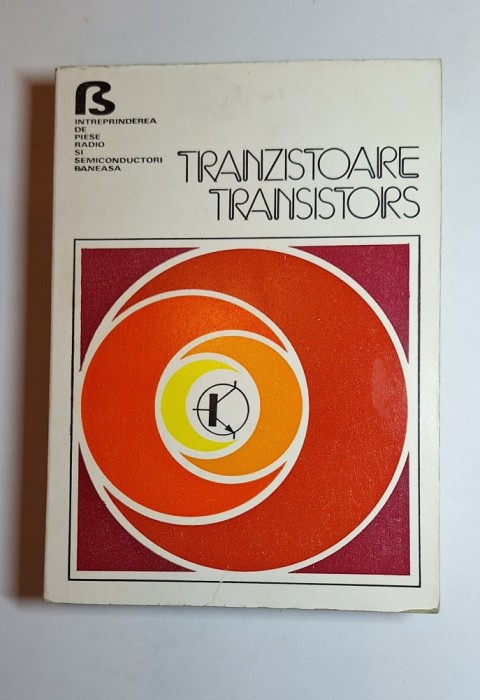 INTREPRINDEREA
DE
PIESE
RADIO
SI
SEMICONDUCTORI
BANEASA
TRANZISTOARE
TRANSISTORS